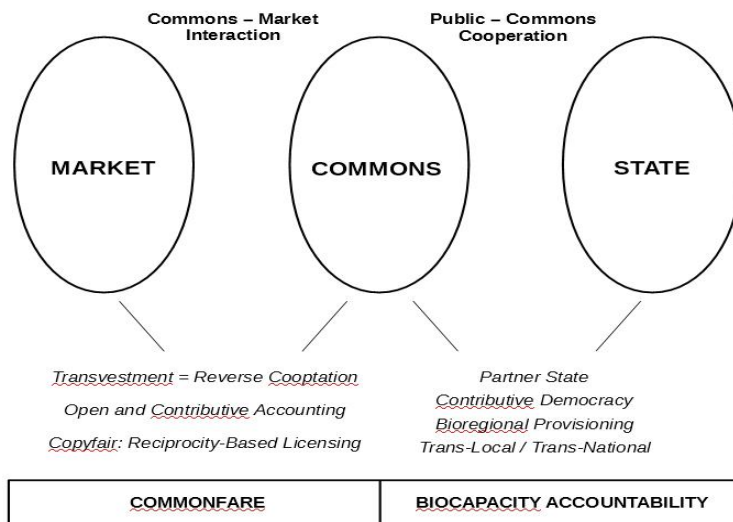 Commons – Market
Interaction
Public – Commons
Cooperation
MARKET
COMMONS
STATE
Transvestment = Reverse Cooptation
Open and Contributive Accounting
Copyfair: Reciprocity-Based Licensing
Partner State
Contributive Democracy
Bioregional Provisioning
Trans-Local / Trans-National
COMMONFARE
BIOCAPACITY ACCOUNTABILITY